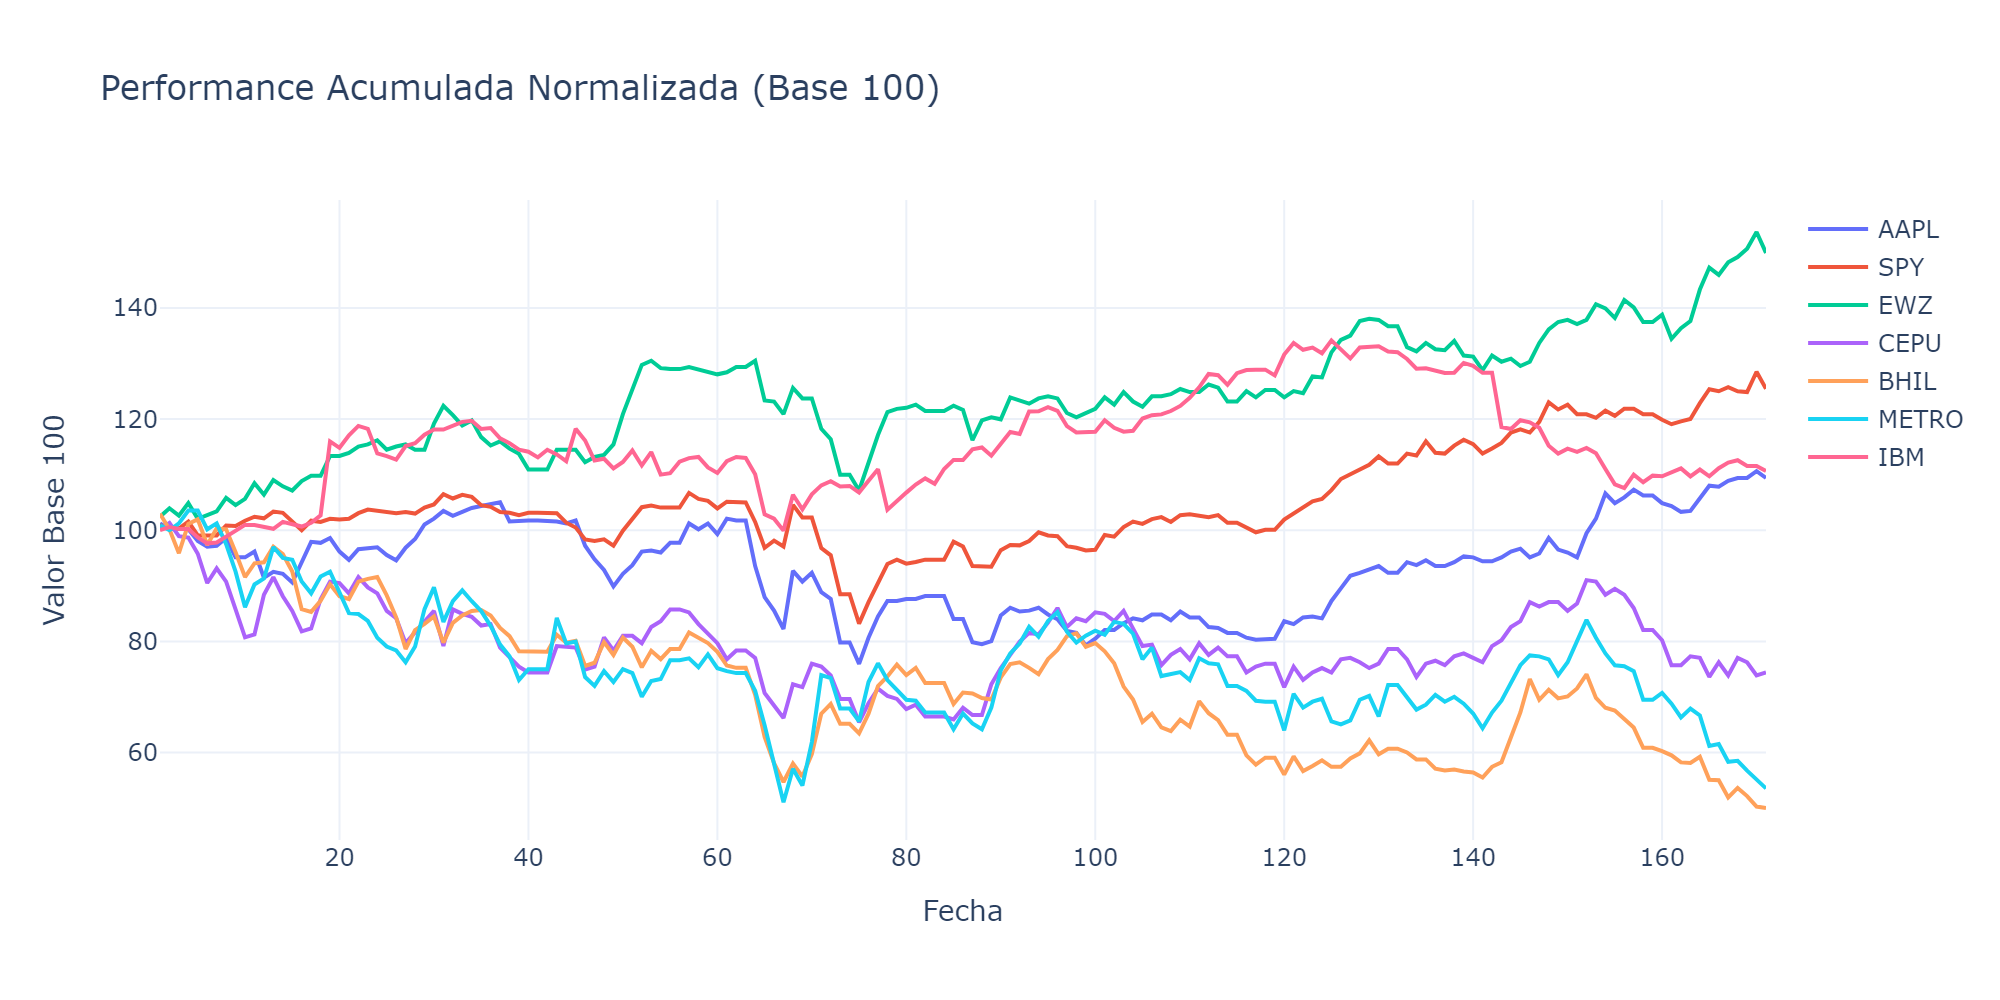 Performance Acumulada Normalizada (Base 100)
AAPL
SPY
EWZ
CEPU
BHIL
METRO
IBM
Valor Base 100
140
120
100
80
60
20
40
60
80
100
120
140
160
Fecha